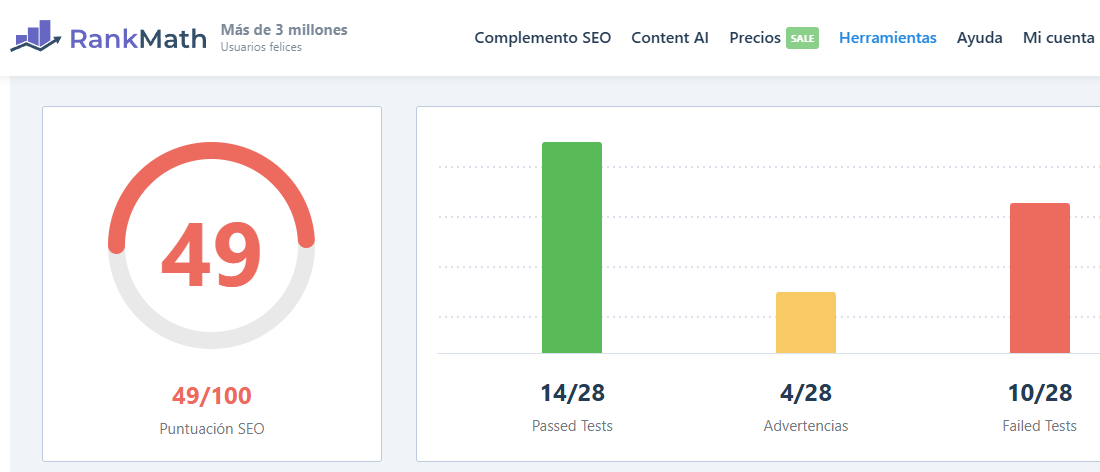 RankMath
Más de 3 millones
Usuarios felices
Complemento SEO Content AI Precios SALE Herramientas Ayuda Mi cuenta
49
49/100
Puntuación SEO
14/28
Passed Tests
4/28
Advertencias
10/28
Failed Tests